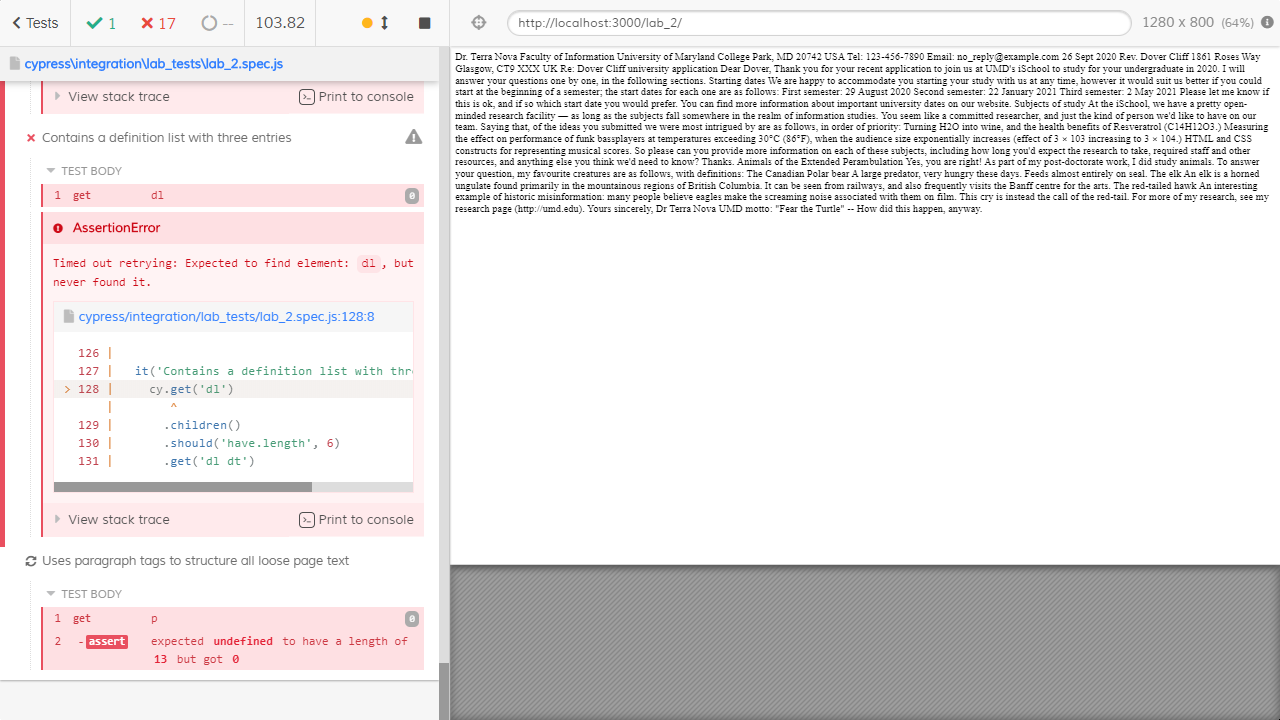 Tests
1
17
--
103.82
http://localhost:3000/lab_2/
1280 x 800 (64%)
cypress\integration\lab_tests\lab_2.spec.js
View stack trace
Print to console
Contains a definition list with three entries
TEST BODY
1 get dl 0
AssertionError
Timed out retrying: Expected to find element: dl, but
never found it.
cypress/integration/lab_tests/lab_2.spec.js:128:8
126 |
127 | it('Contains a definition list with thr
> 128 | cy.get('dl')
| ^
129 | .children()
130 | .should('have.length', 6)
131 | .get('dl dt')
View stack trace
Print to console
Uses paragraph tags to structure all loose page text
TEST BODY
1 get p 0
2 -assert expected undefined to have a length of
13 but got 0
Dr. Terra Nova Faculty of Information University of Maryland College Park, MD 20742 USA Tel: 123-456-7890 Email: no_reply@example.com 26 Sept 2020 Rev. Dover Cliff 1861 Roses Way
Glasgow, CT9 XXX UK Re: Dover Cliff university application Dear Dover, Thank you for your recent application to join us at UMD's iSchool to study for your undergraduate in 2020. I will
answer your questions one by one, in the following sections. Starting dates We are happy to accommodate you starting your study with us at any time, however it would suit us better if you could
start at the beginning of a semester; the start dates for each one are as follows: First semester: 29 August 2020 Second semester: 22 January 2021 Third semester: 2 May 2021 Please let me know if
this is ok, and if so which start date you would prefer. You can find more information about important university dates on our website. Subjects of study At the iSchool, we have a pretty open-
minded research facility — as long as the subjects fall somewhere in the realm of information studies. You seem like a committed researcher, and just the kind of person we'd like to have on our
team. Saying that, of the ideas you submitted we were most intrigued by are as follows, in order of priority: Turning H2O into wine, and the health benefits of Resveratrol (C14H12O3.) Measuring
the effect on performance of funk bassplayers at temperatures exceeding 30°C (86°F), when the audience size exponentially increases (effect of 3 × 103 increasing to 3 × 104.) HTML and CSS
constructs for representing musical scores. So please can you provide more information on each of these subjects, including how long you'd expect the research to take, required staff and other
resources, and anything else you think we'd need to know? Thanks. Animals of the Extended Perambulation Yes, you are right! As part of my post-doctorate work, I did study animals. To answer
your question, my favourite creatures are as follows, with definitions: The Canadian Polar bear A large predator, very hungry these days. Feeds almost entirely on seal. The elk An elk is a horned
ungulate found primarily in the mountainous regions of British Columbia. It can be seen from railways, and also frequently visits the Banff centre for the arts. The red-tailed hawk An interesting
example of historic misinformation: many people believe eagles make the screaming noise associated with them on film. This cry is instead the call of the red-tail. For more of my research, see my
research page (http://umd.edu). Yours sincerely, Dr Terra Nova UMD motto: "Fear the Turtle" -- How did this happen, anyway.